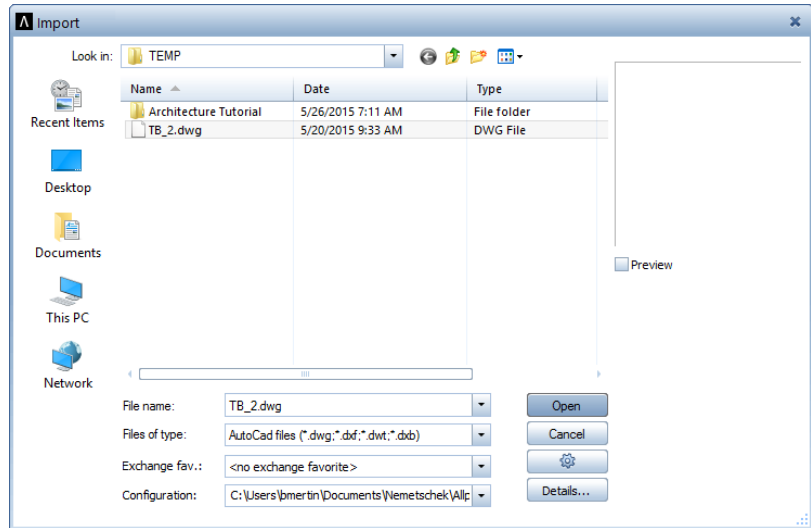 Import
Look in: TEMP
Name Date Type
Architecture Tutorial 5/26/2015 7:11 AM File folder
TB_2.dwg 5/20/2015 9:33 AM DWG File
Recent Items
Desktop
Documents
This PC
Network
Preview
File name: TB_2.dwg Open
Files of type: AutoCad files (*.dwg;*.dxf;*.dwt;*.dxb) Cancel
Exchange fav.: <no exchange favorite>
Configuration: C:\Users\bmertin\Documents\Nemetschek\Allp Details...